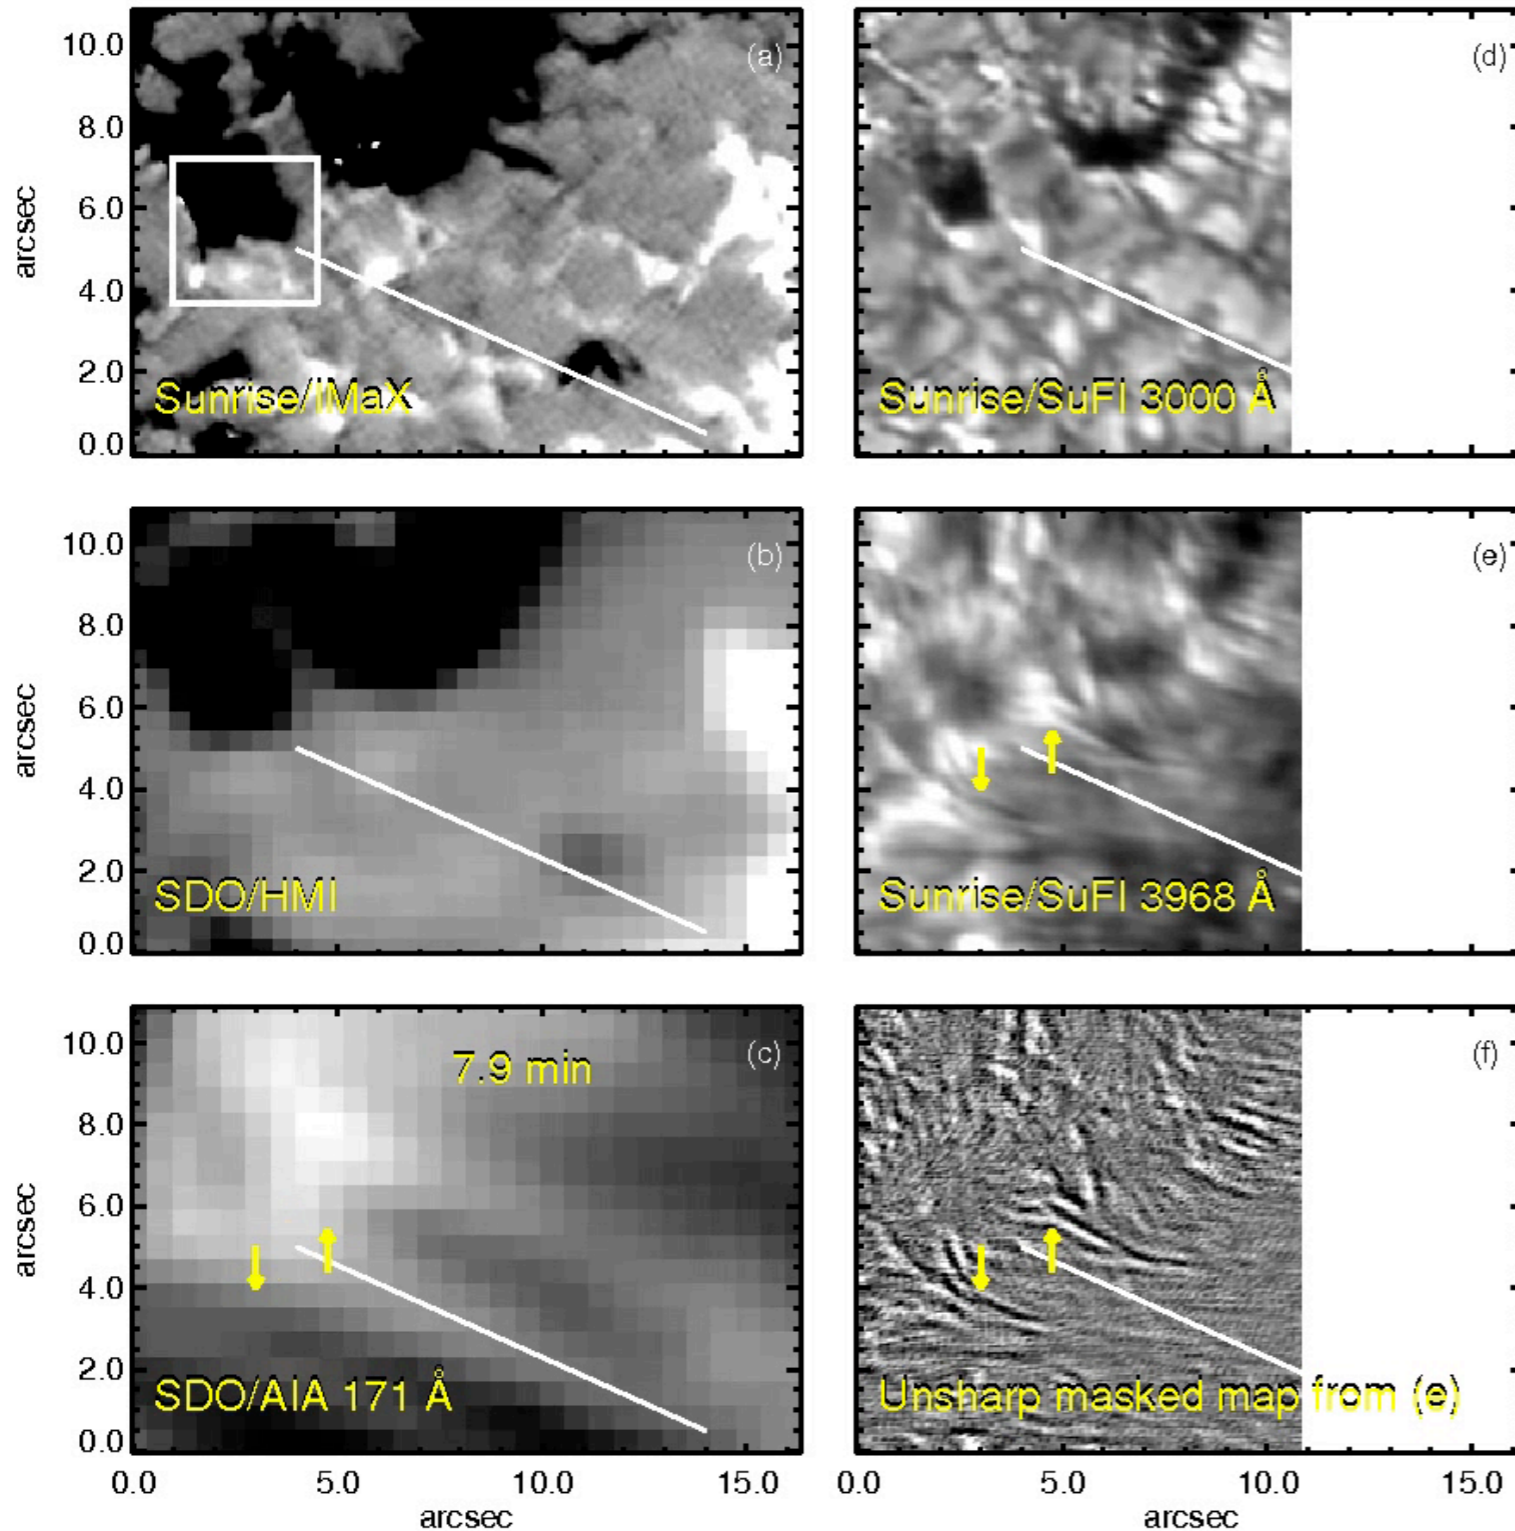 (a)
10.0
8.0
6.0
4.0
2.0
0.0
arcsec
Sunrise/IMaX
(d)
Sunrise/SuFI 3000 Å
(b)
10.0
8.0
6.0
4.0
2.0
0.0
arcsec
SDO/HMI
(e)
Sunrise/SuFI 3968 Å
(c)
7.9 min
10.0
8.0
6.0
4.0
2.0
0.0
arcsec
SDO/AIA 171 Å
0.0 5.0 10.0 15.0
arcsec
(f)
Unsharp masked map from (e)
0.0 5.0 10.0 15.0
arcsec